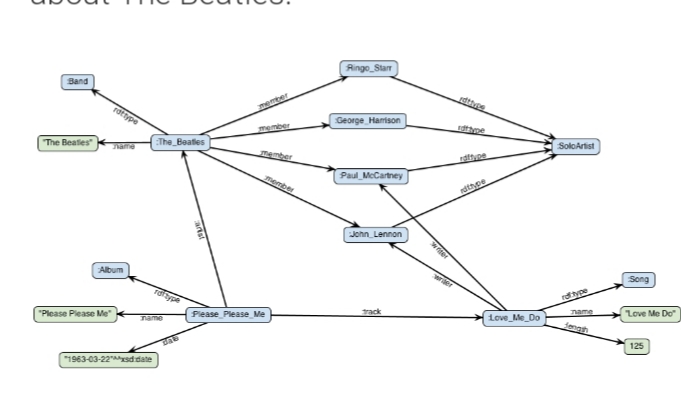 about The Beatles:
:Ringo_Starr
:Band
:member
rdf:type
rdf:type
:George_Harrison
:member
rdf:type
"The Beatles"
:name
:The_Beatles
:SoloArtist
:member
rdf:type
:Paul_McCartney
:member
rdf:type
:artist
:John_Lennon
:writer
:Album
:writer
:Song
rdf:type
rdf:type
"Please Please Me"
:name
:Please_Please_Me
:track
:Love_Me_Do
:name
"Love Me Do"
:date
:length
125
"1963-03-22"^^xsd:date